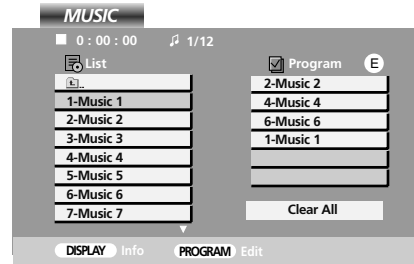 MUSIC
0 : 00 : 00 1/12
List
..
1-Music 1
2-Music 2
3-Music 3
4-Music 4
5-Music 5
6-Music 6
7-Music 7
Program E
2-Music 2
4-Music 4
6-Music 6
1-Music 1
Clear All
DISPLAY Info PROGRAM Edit